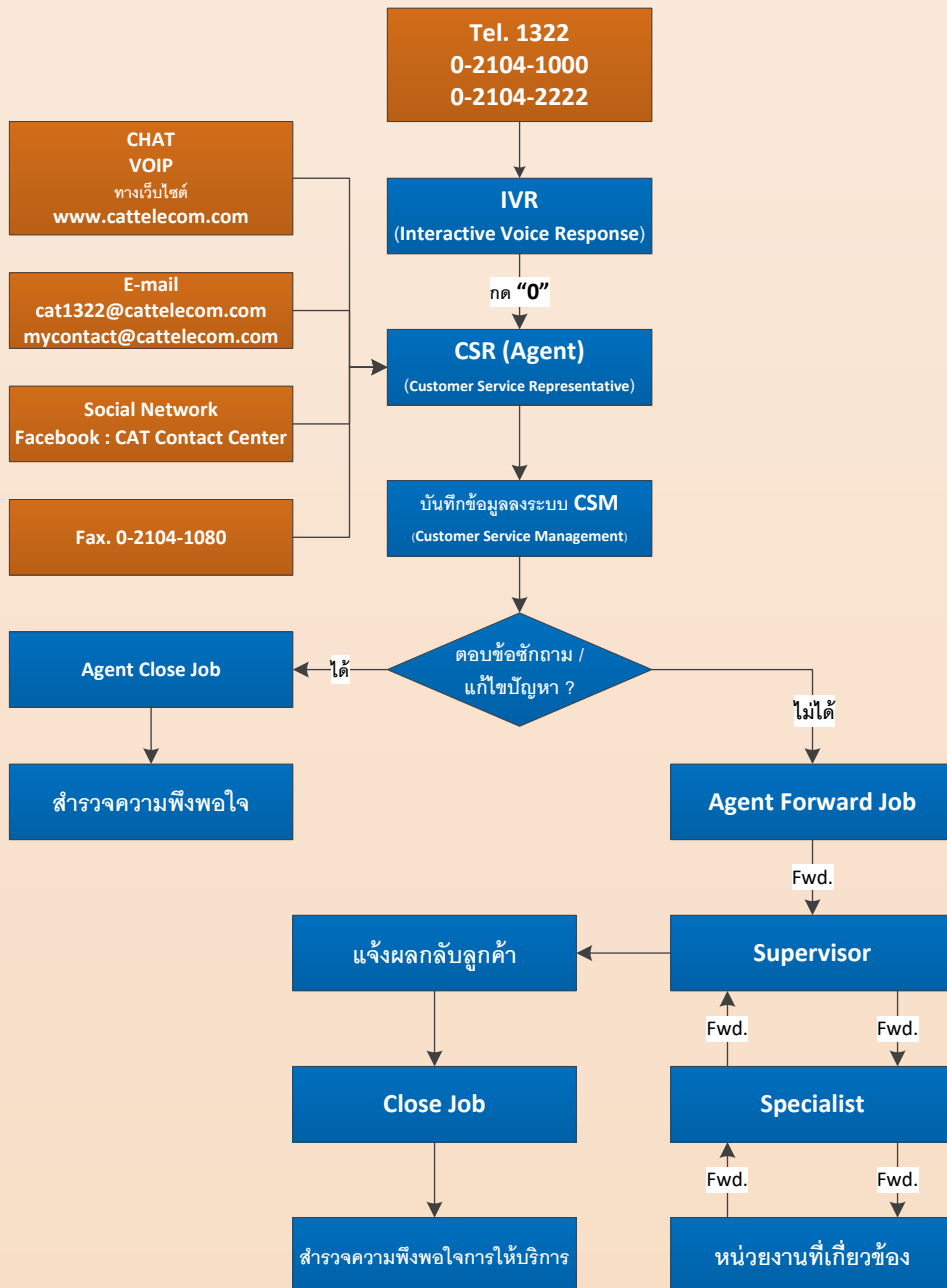 Tel. 1322
0-2104-1000
0-2104-2222
CHAT
VOIP
ทางเว็บไซต์
www.cattelecom.com
IVR
(Interactive Voice Response)
E-mail
cat1322@cattelecom.com
mycontact@cattelecom.com
กด “0”
CSR (Agent)
(Customer Service Representative)
Social Network
Facebook : CAT Contact Center
บันทึกข้อมูลลงระบบ CSM
(Customer Service Management)
Fax. 0-2104-1080
ตอบข้อซักถาม /
แก้ไขปัญหา ?
ได้
Agent Close Job
ไม่ได้
สำรวจความพึงพอใจ
Agent Forward Job
Fwd.
แจ้งผลกลับลูกค้า
Supervisor
Fwd.
Fwd.
Close Job
Specialist
Fwd.
Fwd.
สำรวจความพึงพอใจการให้บริการ
หน่วยงานที่เกี่ยวข้อง